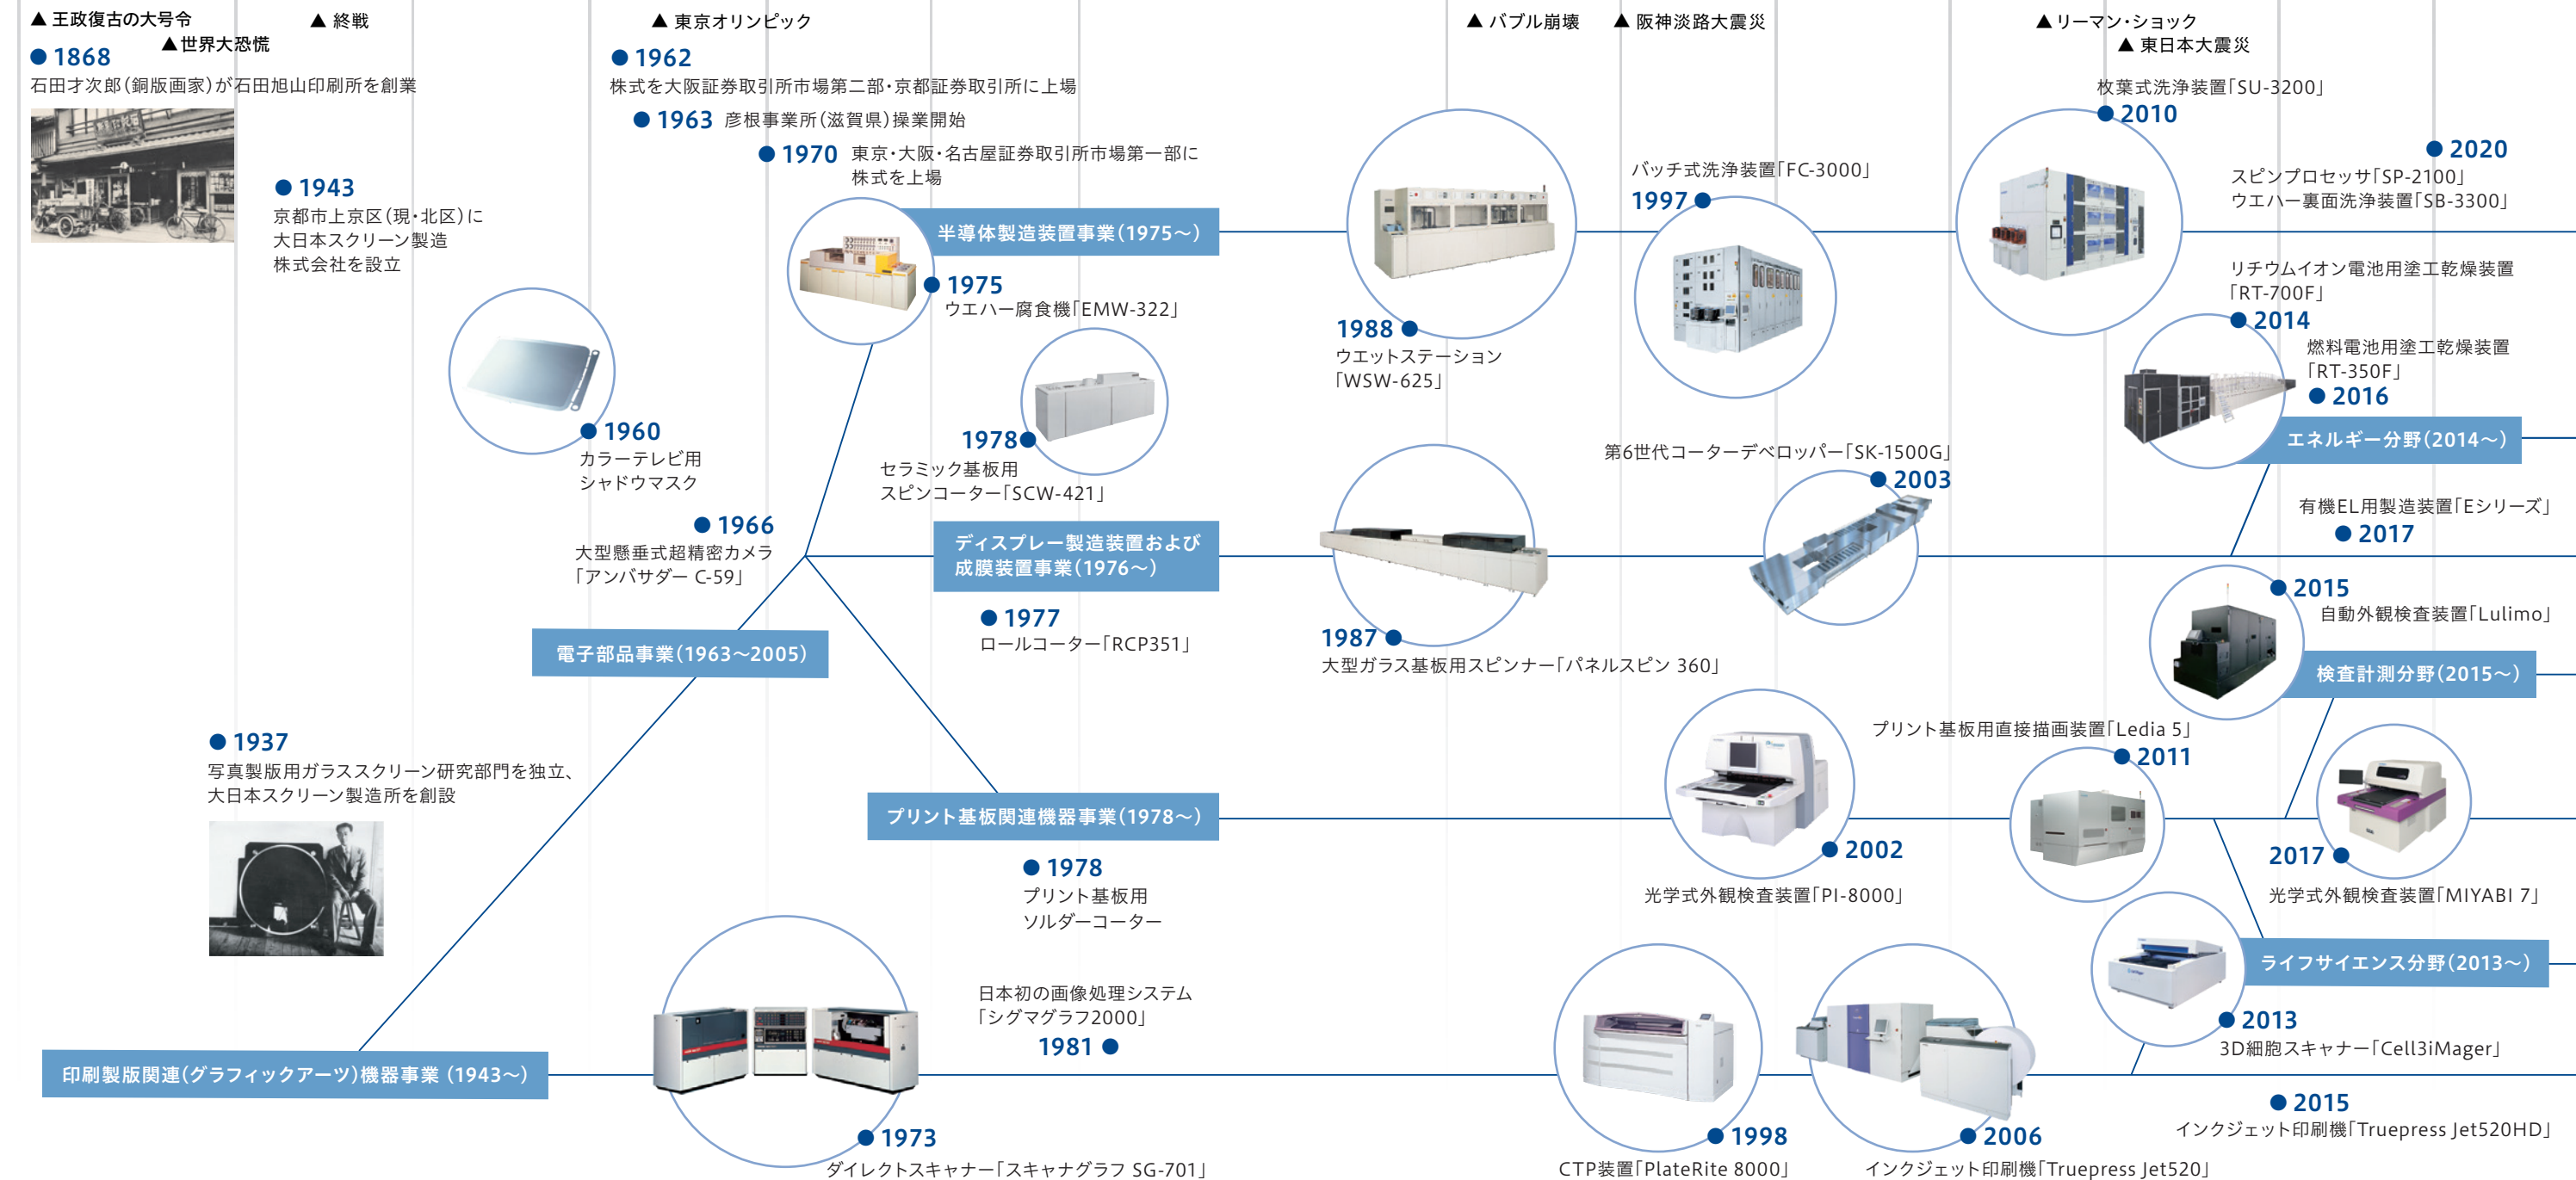 ▲ 王政復古の大号令
▲世界大恐慌
▲ 終戦
▲ 東京オリンピック
▲ バブル崩壊
▲ 阪神淡路大震災
▲ リーマン・ショック
▲ 東日本大震災
● 1868
石田才次郎（銅版画家）が石田旭山印刷所を創業
● 1943
京都市上京区（現・北区）に
大日本スクリーン製造
株式会社を設立
● 1937
写真製版用ガラススクリーン研究部門を独立、
大日本スクリーン製造所を創設
● 1962
株式を大阪証券取引所市場第二部・京都証券取引所に上場
● 1963 彦根事業所（滋賀県）操業開始
● 1970 東京・大阪・名古屋証券取引所市場第一部に
株式を上場
● 1960
カラーテレビ用
シャドウマスク
● 1966
大型懸垂式超精密カメラ
「アンバサダー C-59」
電子部品事業（1963～2005）
半導体製造装置事業（1975～）
● 1975
ウエハー腐食機「EMW-322」
1978 ●
セラミック基板用
スピンコーター「SCW-421」
1988 ●
ウエットステーション
「WSW-625」
バッチ式洗浄装置「FC-3000」
1997 ●
枚葉式洗浄装置「SU-3200」
● 2010
● 2020
スピンプロセッサ「SP-2100」
ウエハー裏面洗浄装置「SB-3300」
リチウムイオン電池用塗工乾燥装置
「RT-700F」
● 2014
燃料電池用塗工乾燥装置
「RT-350F」
● 2016
エネルギー分野（2014～）
ディスプレー製造装置および
成膜装置事業（1976～）
● 1977
ロールコーター「RCP351」
1987 ●
大型ガラス基板用スピンナー「パネルスピン 360」
第6世代コーターデベロッパー「SK-1500G」
● 2003
有機EL用製造装置「Eシリーズ」
● 2017
● 2015
自動外観検査装置「Lulimo」
検査計測分野（2015～）
プリント基板関連機器事業（1978～）
● 1978
プリント基板用
ソルダーコーター
● 2002
光学式外観検査装置「PI-8000」
プリント基板用直接描画装置「Ledia 5」
● 2011
2017 ●
光学式外観検査装置「MIYABI 7」
ライフサイエンス分野（2013～）
● 2013
3D細胞スキャナー「Cell3iMager」
印刷製版関連（グラフィックアーツ）機器事業 （1943～）
● 1973
ダイレクトスキャナー「スキャナグラフ SG-701」
日本初の画像処理システム
「シグマグラフ2000」
1981 ●
● 1998
CTP装置「PlateRite 8000」
● 2006
インクジェット印刷機「Truepress Jet520」
● 2015
インクジェット印刷機「Truepress Jet520HD」